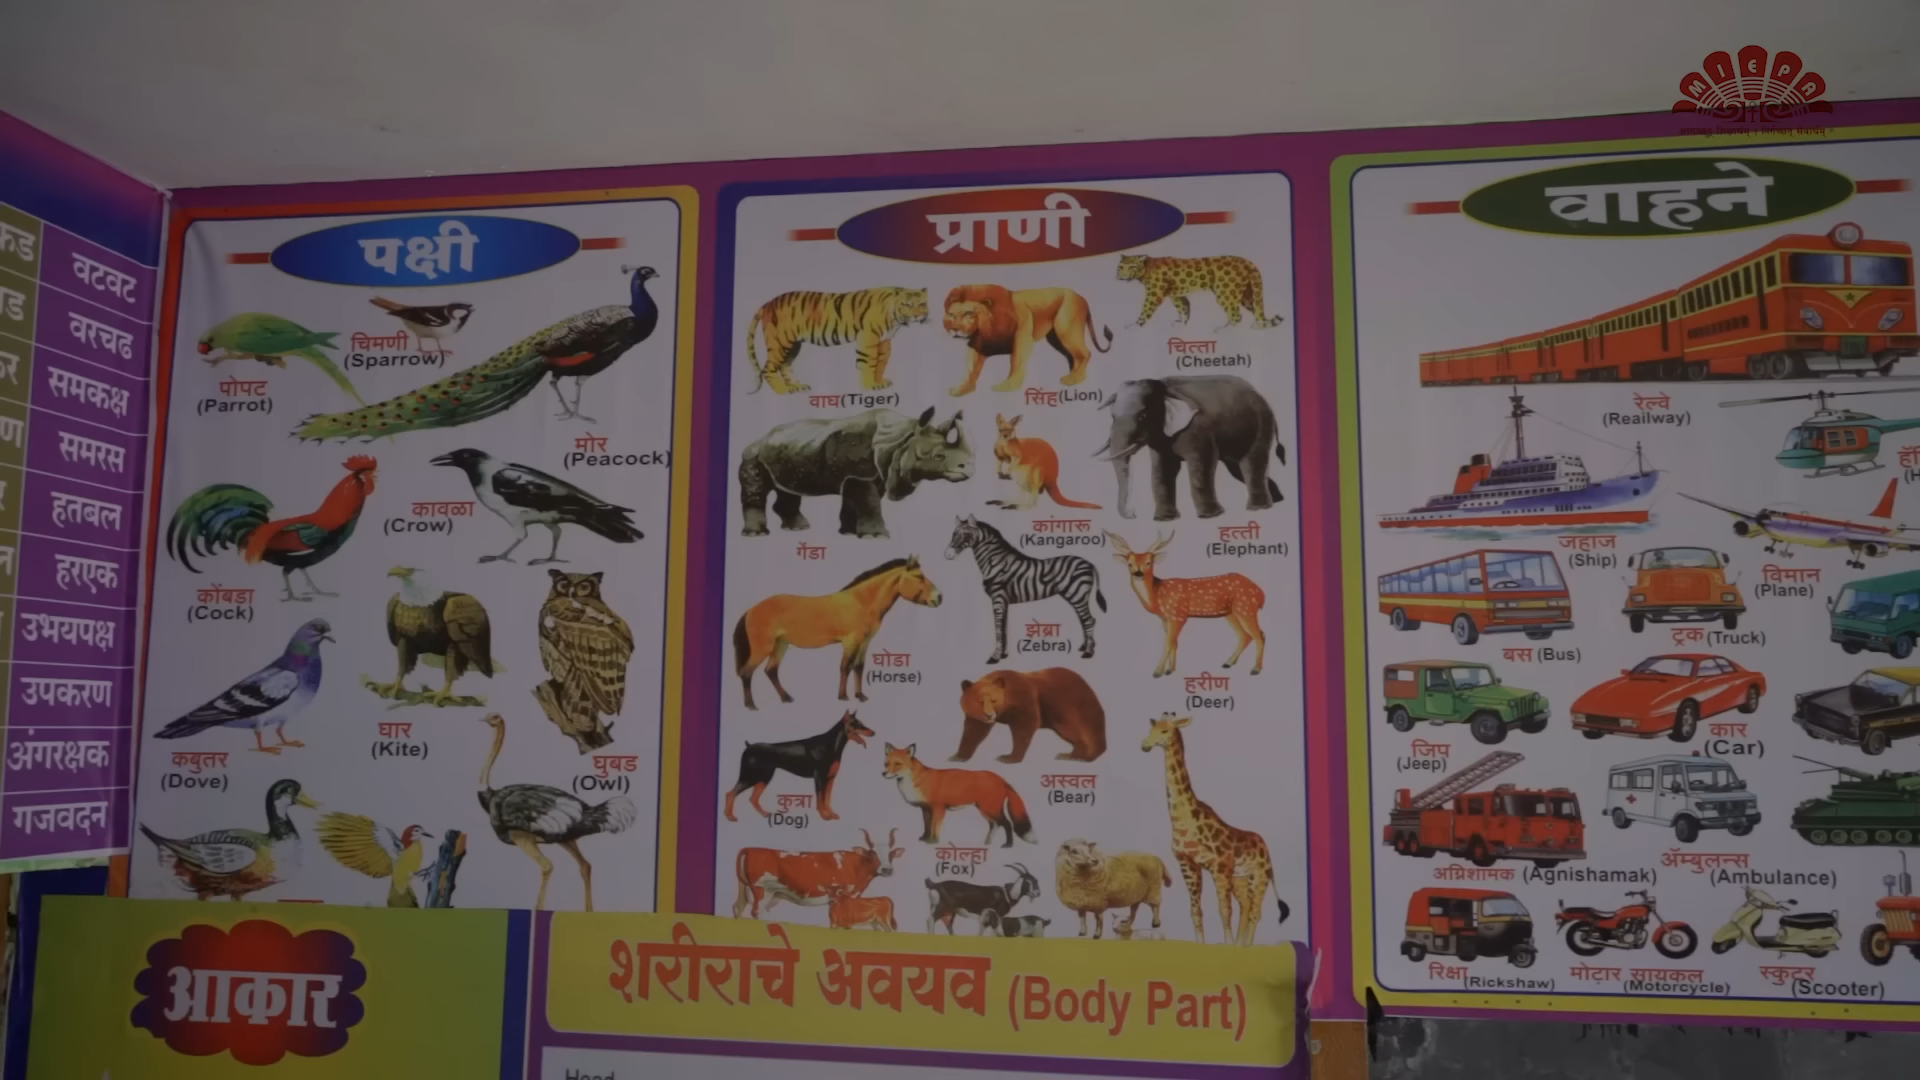 MIEPA
वटवट
वरचढ
समकक्ष
समरस
हतबल
हरएक
उभयपक्ष
उपकरण
अंगरक्षक
गजवदन
पक्षी
चिमणी
(Sparrow)
पोपट
(Parrot)
मोर
(Peacock)
कावळा
(Crow)
कोंबडा
(Cock)
घार
(Kite)
कबुतर
(Dove)
घुबड
(Owl)
प्राणी
चित्ता
(Cheetah)
वाघ(Tiger)
सिंह(Lion)
गेंडा
कांगारू
(Kangaroo)
हत्ती
(Elephant)
झेब्रा
(Zebra)
घोडा
(Horse)
हरीण
(Deer)
अस्वल
(Bear)
कुत्रा
(Dog)
कोल्हा
(Fox)
वाहने
रेल्वे
(Reailway)
जहाज
(Ship)
विमान
(Plane)
ट्रक(Truck)
बस (Bus)
कार
(Car)
जिप
(Jeep)
अॅम्बुलन्स
(Ambulance)
अग्निशामक (Agnishamak)
रिक्षा(Rickshaw)
मोटार सायकल
(Motorcycle)
स्कुटर
(Scooter)
आकार
शरीराचे अवयव (Body Part)